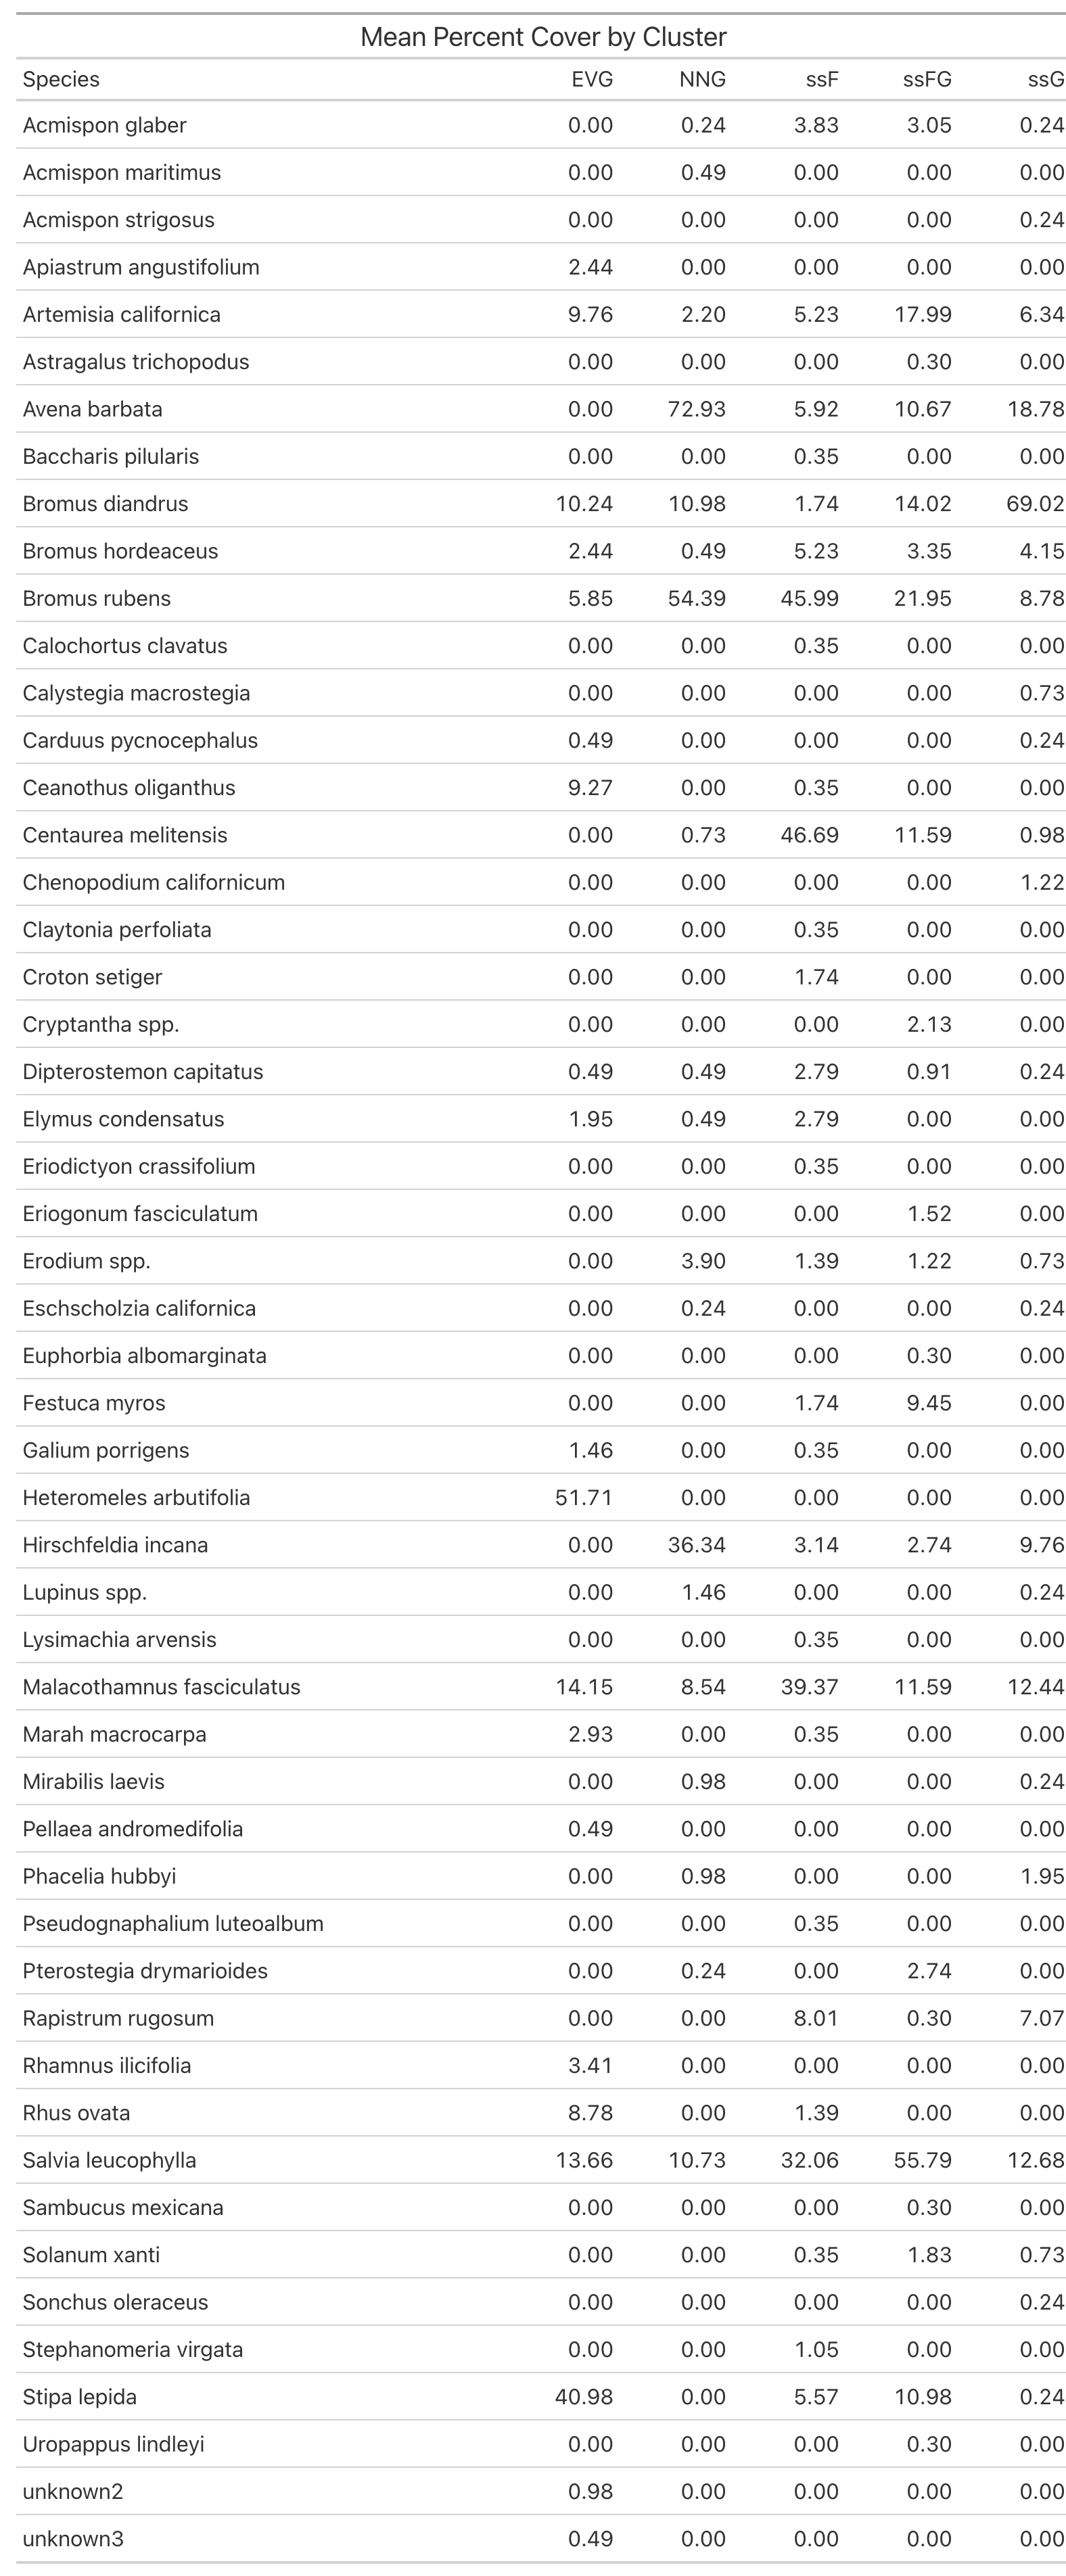 Mean Percent Cover by Cluster
Species EVG NNG ssF ssFG ssG
Acmispon glaber 0.00 0.24 3.83 3.05 0.24
Acmispon maritimus 0.00 0.49 0.00 0.00 0.00
Acmispon strigosus 0.00 0.00 0.00 0.00 0.24
Apiastrum angustifolium 2.44 0.00 0.00 0.00 0.00
Artemisia californica 9.76 2.20 5.23 17.99 6.34
Astragalus trichopodus 0.00 0.00 0.00 0.30 0.00
Avena barbata 0.00 72.93 5.92 10.67 18.78
Baccharis pilularis 0.00 0.00 0.35 0.00 0.00
Bromus diandrus 10.24 10.98 1.74 14.02 69.02
Bromus hordeaceus 2.44 0.49 5.23 3.35 4.15
Bromus rubens 5.85 54.39 45.99 21.95 8.78
Calochortus clavatus 0.00 0.00 0.35 0.00 0.00
Calystegia macrostegia 0.00 0.00 0.00 0.00 0.73
Carduus pycnocephalus 0.49 0.00 0.00 0.00 0.24
Ceanothus oliganthus 9.27 0.00 0.35 0.00 0.00
Centaurea melitensis 0.00 0.73 46.69 11.59 0.98
Chenopodium californicum 0.00 0.00 0.00 0.00 1.22
Claytonia perfoliata 0.00 0.00 0.35 0.00 0.00
Croton setiger 0.00 0.00 1.74 0.00 0.00
Cryptantha spp. 0.00 0.00 0.00 2.13 0.00
Dipterostemon capitatus 0.49 0.49 2.79 0.91 0.24
Elymus condensatus 1.95 0.49 2.79 0.00 0.00
Eriodictyon crassifolium 0.00 0.00 0.35 0.00 0.00
Eriogonum fasciculatum 0.00 0.00 0.00 1.52 0.00
Erodium spp. 0.00 3.90 1.39 1.22 0.73
Eschscholzia californica 0.00 0.24 0.00 0.00 0.24
Euphorbia albomarginata 0.00 0.00 0.00 0.30 0.00
Festuca myros 0.00 0.00 1.74 9.45 0.00
Galium porrigens 1.46 0.00 0.35 0.00 0.00
Heteromeles arbutifolia 51.71 0.00 0.00 0.00 0.00
Hirschfeldia incana 0.00 36.34 3.14 2.74 9.76
Lupinus spp. 0.00 1.46 0.00 0.00 0.24
Lysimachia arvensis 0.00 0.00 0.35 0.00 0.00
Malacothamnus fasciculatus 14.15 8.54 39.37 11.59 12.44
Marah macrocarpa 2.93 0.00 0.35 0.00 0.00
Mirabilis laevis 0.00 0.98 0.00 0.00 0.24
Pellaea andromedifolia 0.49 0.00 0.00 0.00 0.00
Phacelia hubbyi 0.00 0.98 0.00 0.00 1.95
Pseudognaphalium luteoalbum 0.00 0.00 0.35 0.00 0.00
Pterostegia drymarioides 0.00 0.24 0.00 2.74 0.00
Rapistrum rugosum 0.00 0.00 8.01 0.30 7.07
Rhamnus ilicifolia 3.41 0.00 0.00 0.00 0.00
Rhus ovata 8.78 0.00 1.39 0.00 0.00
Salvia leucophylla 13.66 10.73 32.06 55.79 12.68
Sambucus mexicana 0.00 0.00 0.00 0.30 0.00
Solanum xanti 0.00 0.00 0.35 1.83 0.73
Sonchus oleraceus 0.00 0.00 0.00 0.00 0.24
Stephanomeria virgata 0.00 0.00 1.05 0.00 0.00
Stipa lepida 40.98 0.00 5.57 10.98 0.24
Uropappus lindleyi 0.00 0.00 0.00 0.30 0.00
unknown2 0.98 0.00 0.00 0.00 0.00
unknown3 0.49 0.00 0.00 0.00 0.00